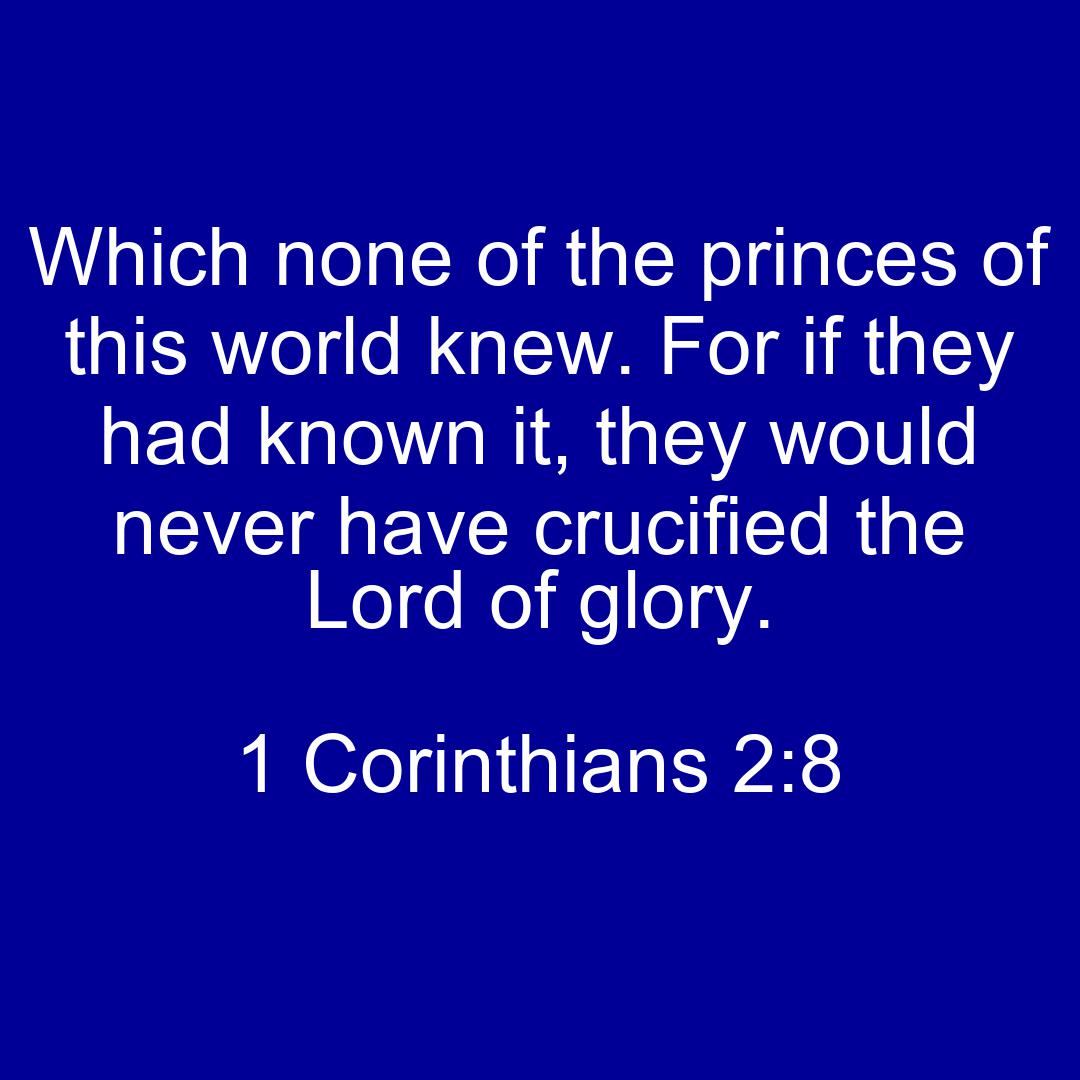 Which none of the princes of
this world knew. For if they
had known it, they would
never have crucified the
Lord of glory.
1 Corinthians 2:8